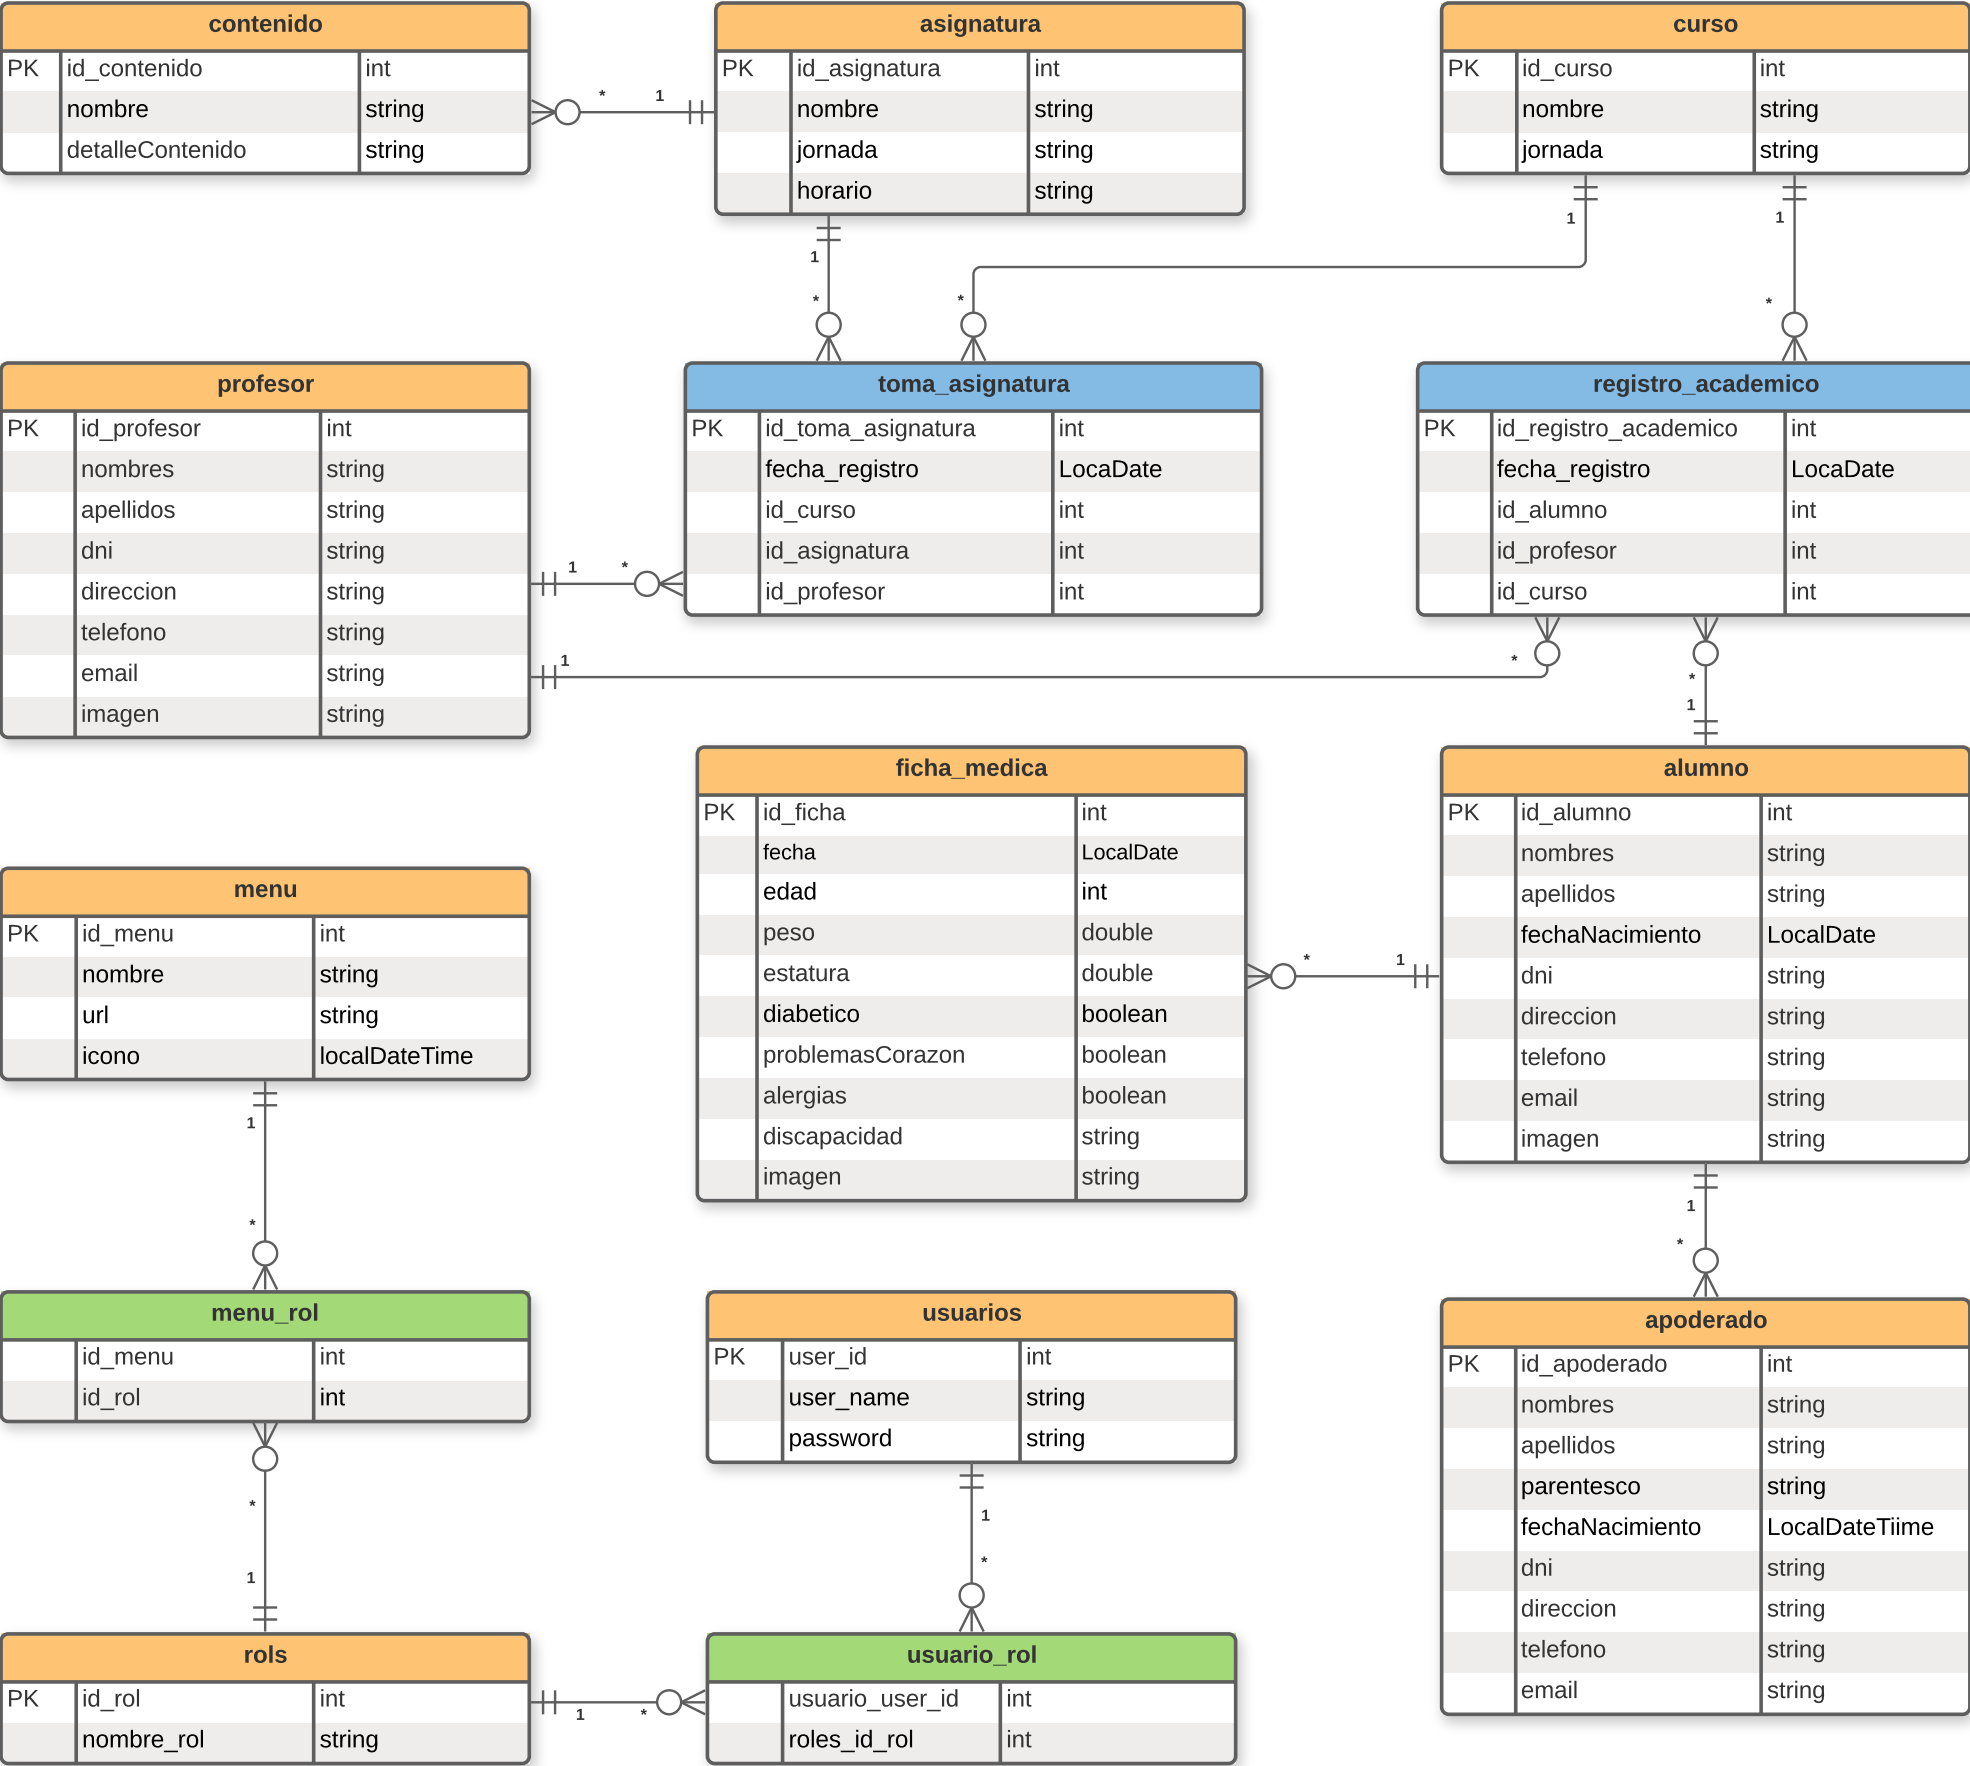 contenido
PK id_contenido int
nombre string
detalleContenido string
* 1
asignatura
PK id_asignatura int
nombre string
jornada string
horario string
curso
PK id_curso int
nombre string
jornada string
1
*
1
*
1
*
profesor
PK id_profesor int
nombres string
apellidos string
dni string
direccion string
telefono string
email string
imagen string
toma_asignatura
PK id_toma_asignatura int
fecha_registro LocaDate
id_curso int
id_asignatura int
id_profesor int
registro_academico
PK id_registro_academico int
fecha_registro LocaDate
id_alumno int
id_profesor int
id_curso int
1 *
1 *
*
1
ficha_medica
PK id_ficha int
fecha LocalDate
edad int
peso double
estatura double
diabetico boolean
problemasCorazon boolean
alergias boolean
discapacidad string
imagen string
* 1
alumno
PK id_alumno int
nombres string
apellidos string
fechaNacimiento LocalDate
dni string
direccion string
telefono string
email string
imagen string
menu
PK id_menu int
nombre string
url string
icono localDateTime
1
*
1
*
menu_rol
id_menu int
id_rol int
*
1
usuarios
PK user_id int
user_name string
password string
1
*
apoderado
PK id_apoderado int
nombres string
apellidos string
parentesco string
fechaNacimiento LocalDateTiime
dni string
direccion string
telefono string
email string
rols
PK id_rol int
nombre_rol string
1 *
usuario_rol
usuario_user_id int
roles_id_rol int